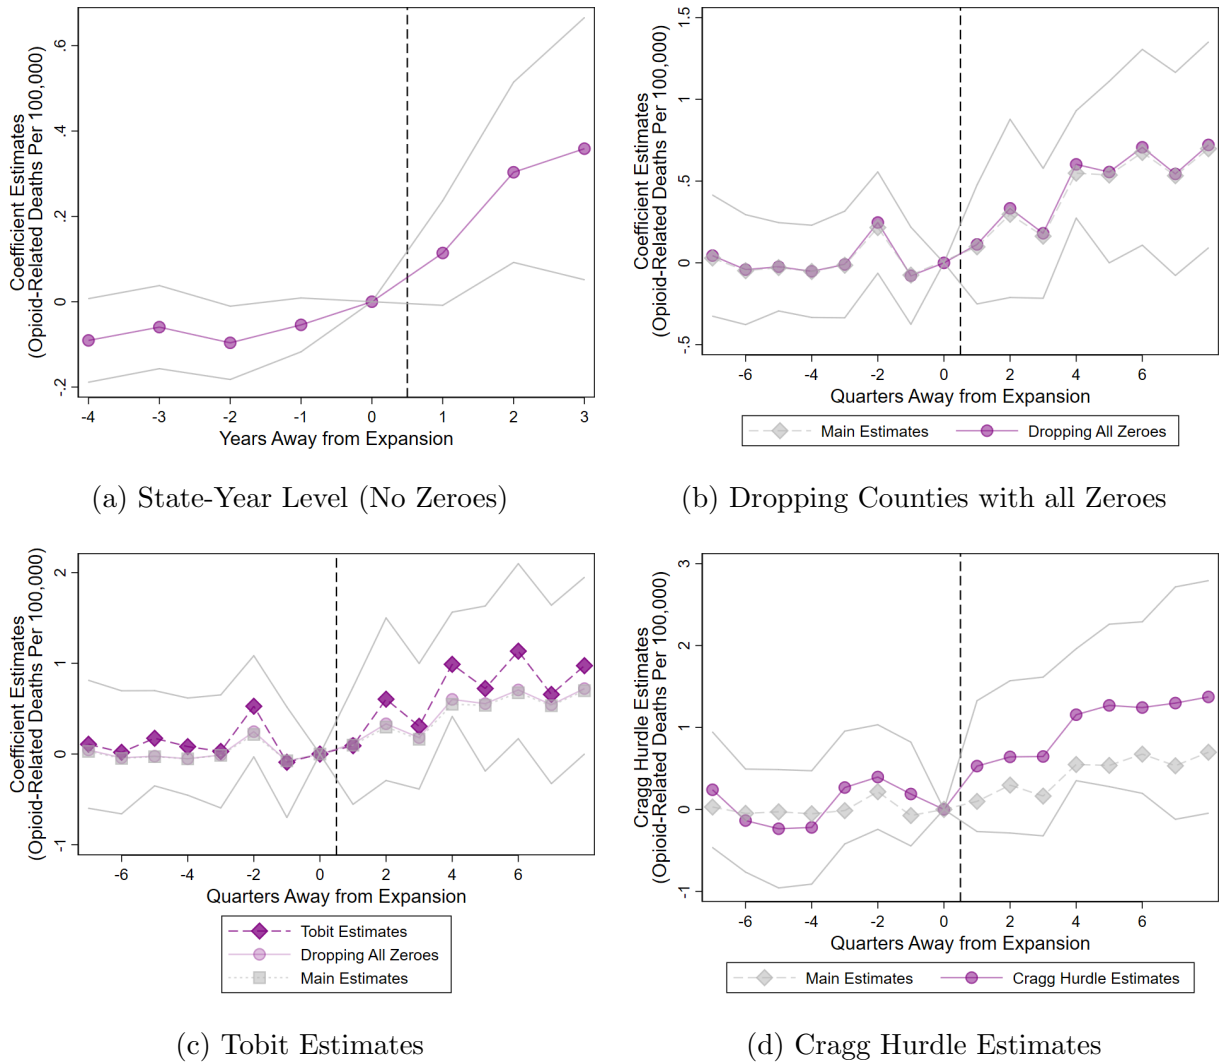 Coefficient Estimates
(Opioid-Related Deaths Per 100,000)
.6
.4
.2
0
-.2
-4 -3 -2 -1 0 1 2 3
Years Away from Expansion
(a) State-Year Level (No Zeroes)
Coefficient Estimates
(Opioid-Related Deaths Per 100,000)
1.5
1
.5
0
-.5
-6 -4 -2 0 2 4 6
Quarters Away from Expansion
Main Estimates Dropping All Zeroes
(b) Dropping Counties with all Zeroes
Coefficient Estimates
(Opioid-Related Deaths Per 100,000)
2
1
0
-1
-6 -4 -2 0 2 4 6
Quarters Away from Expansion
Tobit Estimates
Dropping All Zeroes
Main Estimates
(c) Tobit Estimates
Cragg Hurdle Estimates
(Opioid-Related Deaths Per 100,000)
3
2
1
0
-1
-6 -4 -2 0 2 4 6
Quarters Away from Expansion
Main Estimates Cragg Hurdle Estimates
(d) Cragg Hurdle Estimates